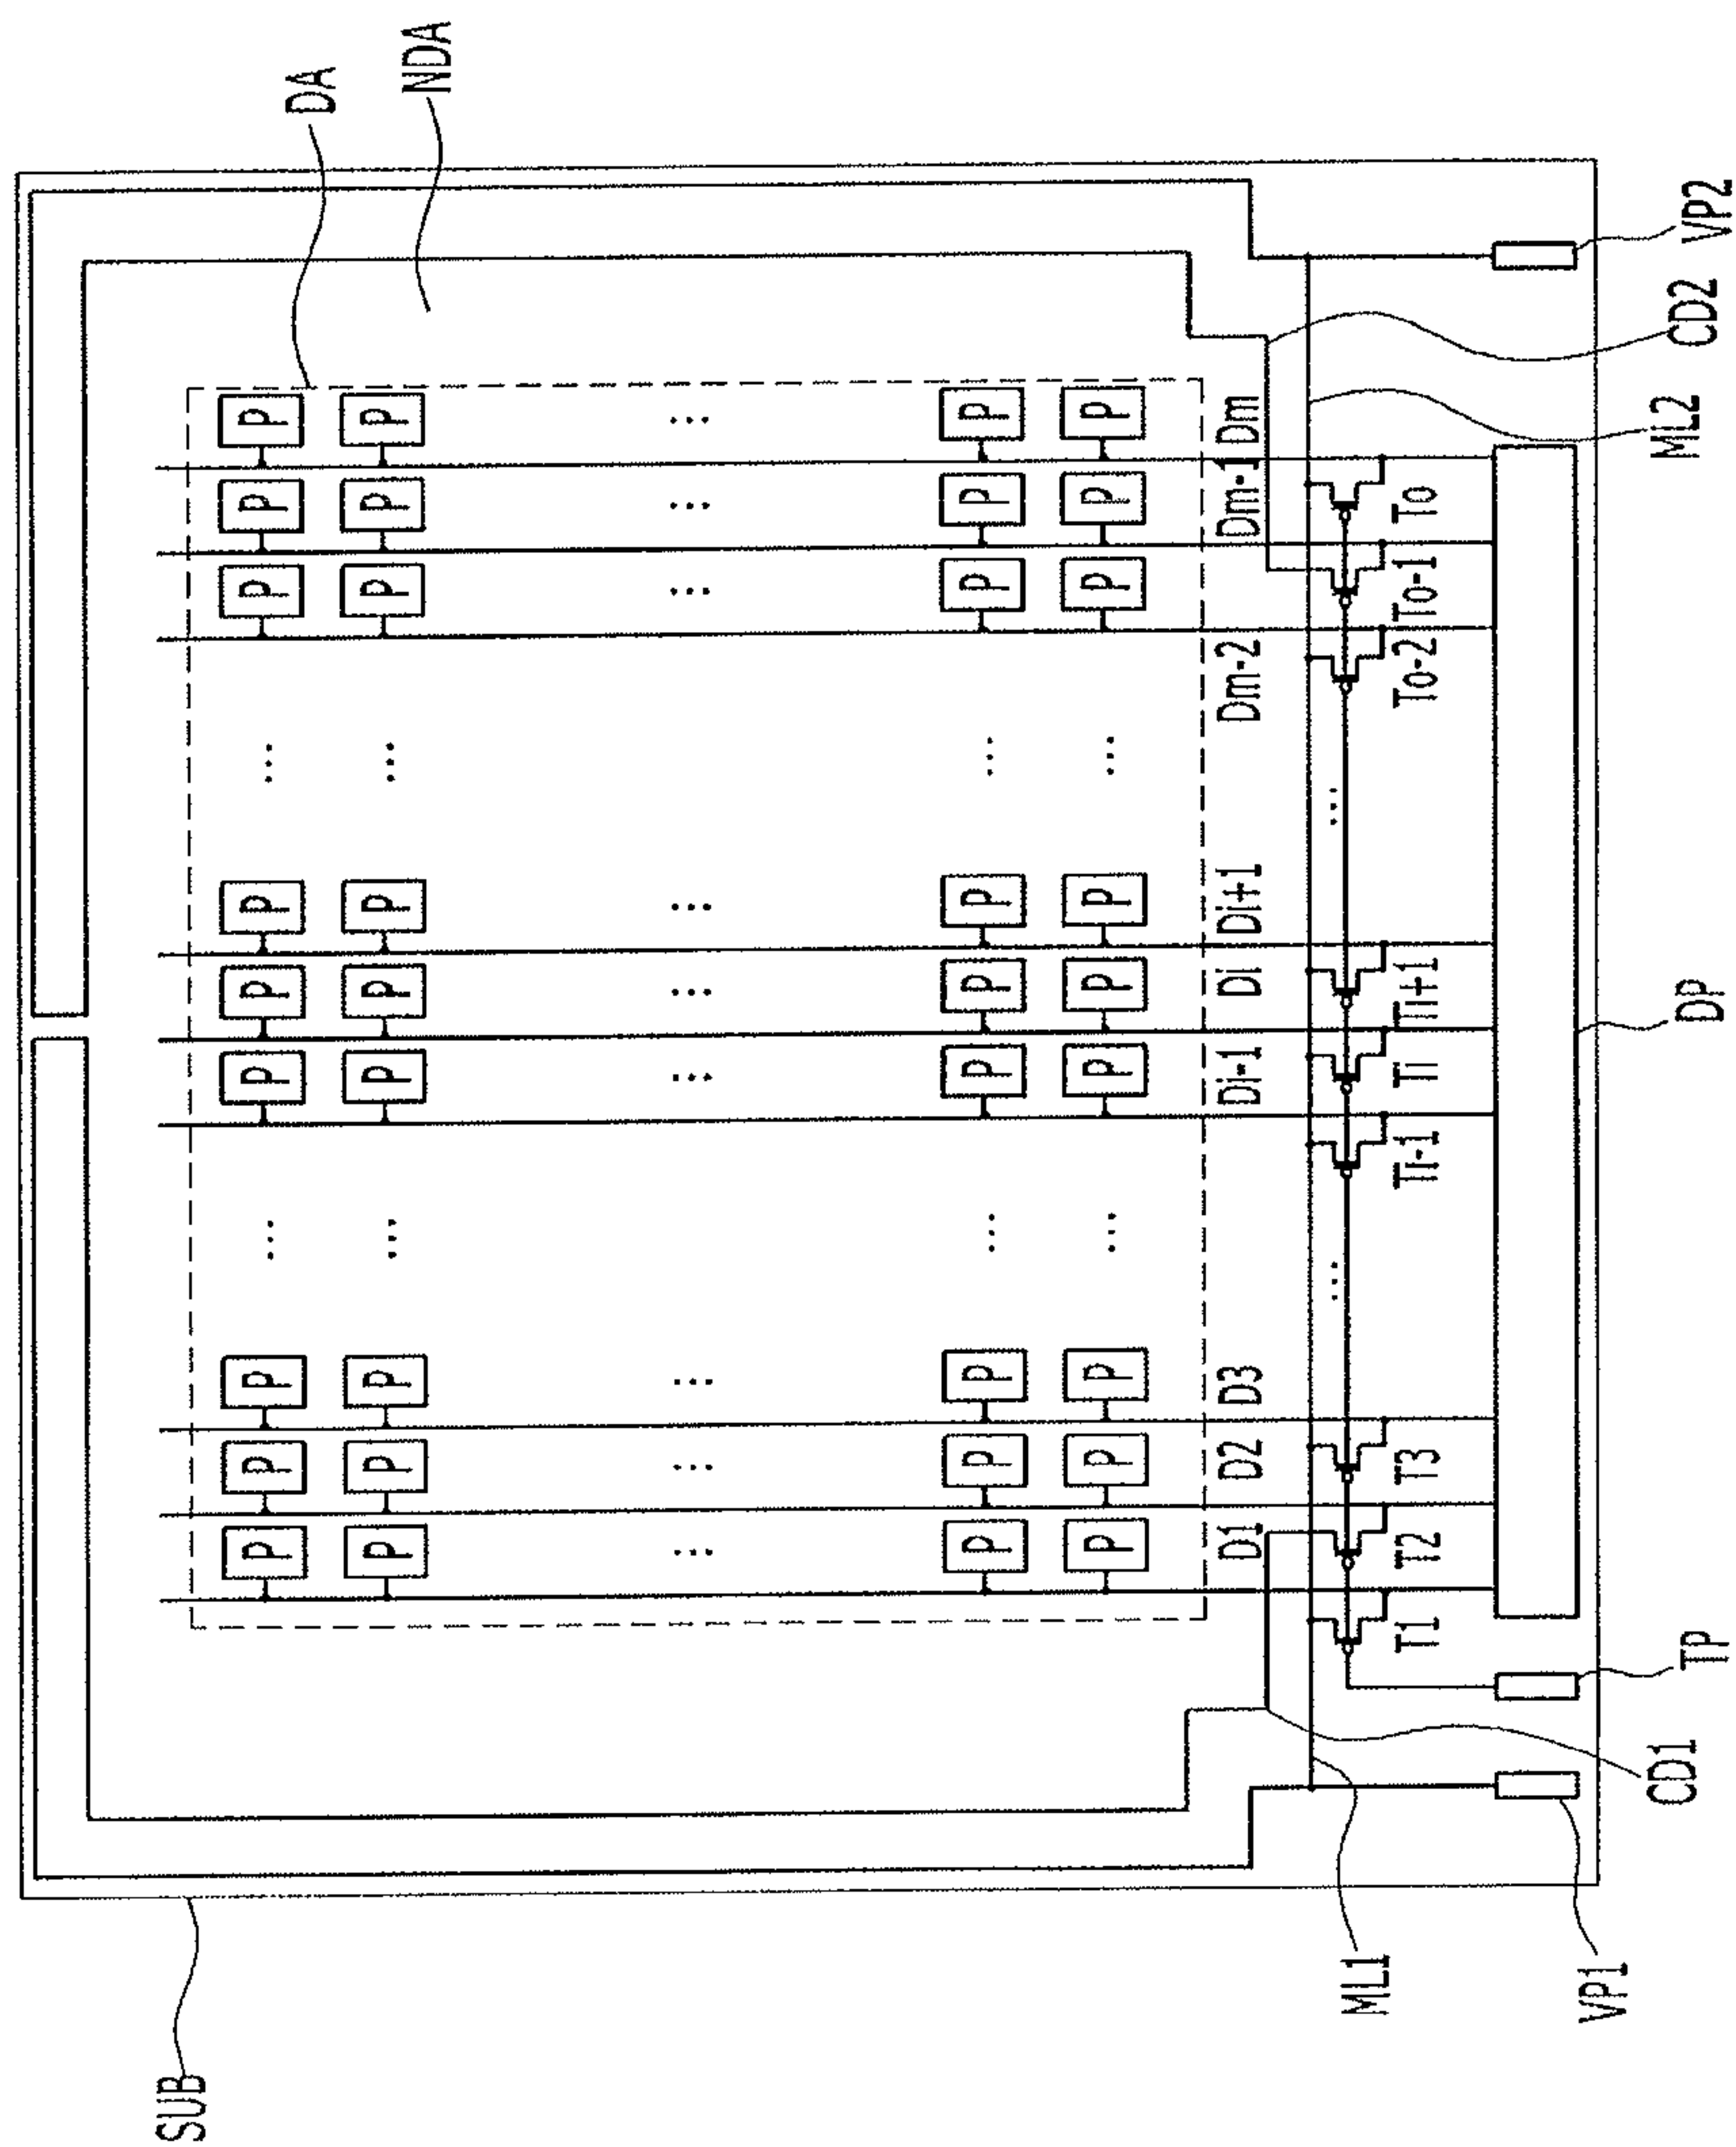 SUB
DA
NDA
P P P P P P P P P
P P P P P P P P P
... ... ...
... ...
... ...
P P P P P P P P P
P P P P P P P P P
... ...
... ...
D1 D2 D3 Di-1 Di Di+1 Dm-2 Dm-1 Dm
... ...
T1 T2 T3 Ti-1 Ti Ti+1 To-2 To-1 To
ML1
CD1
ML2
CD2
VP1
TP
DP
VP2